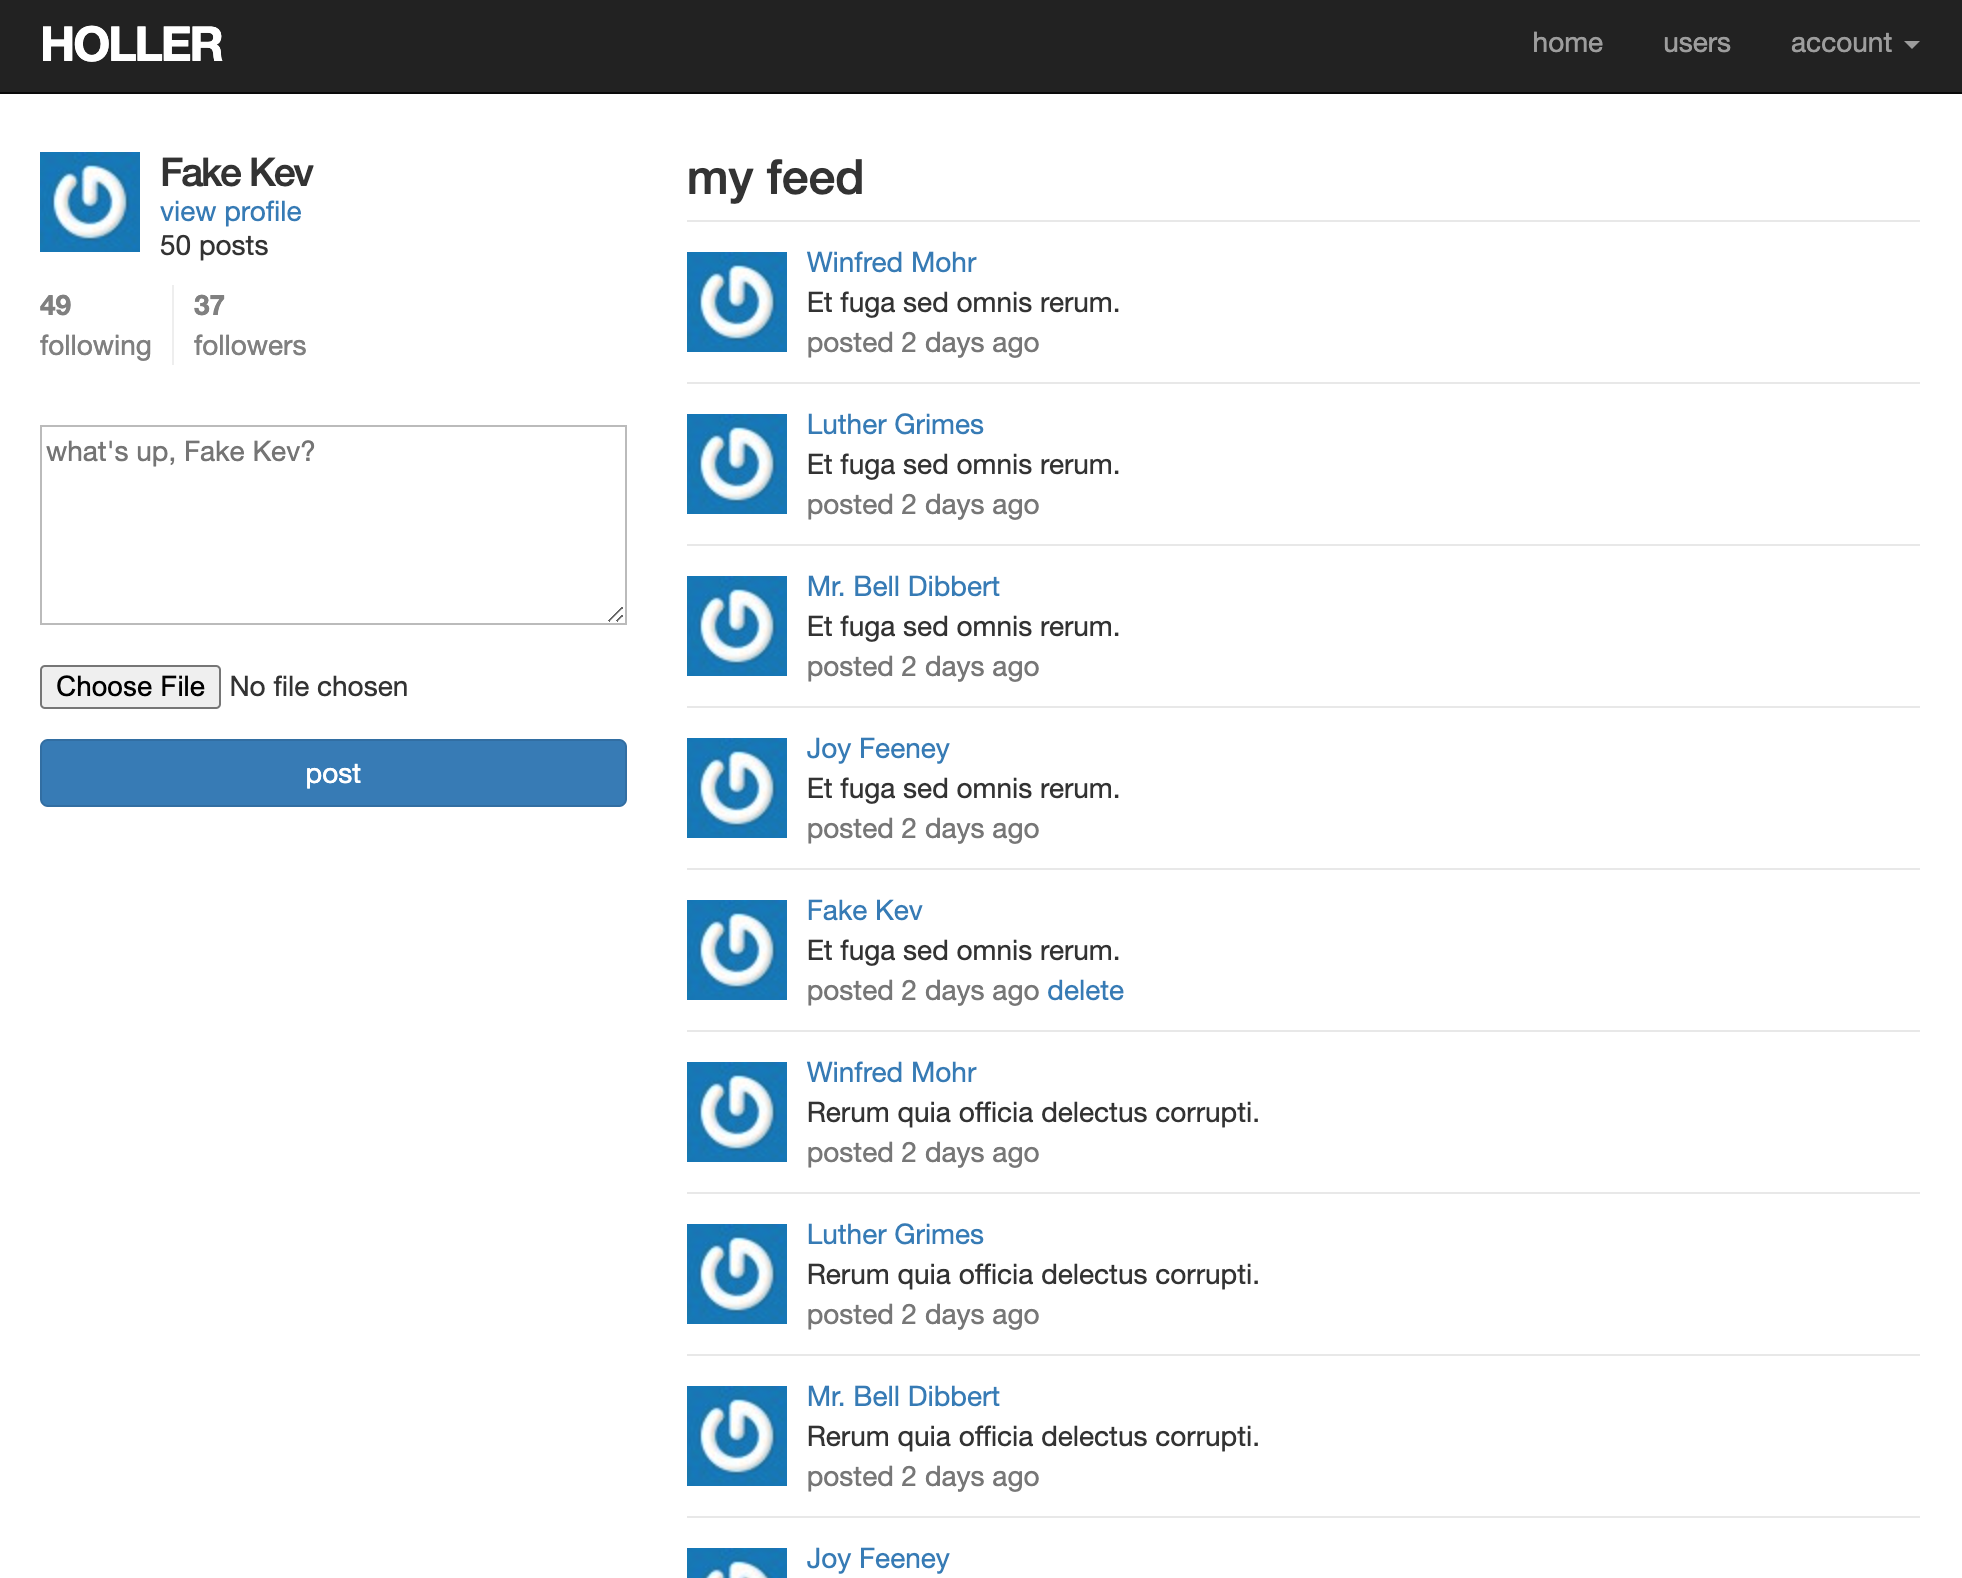 HOLLER
home users account
Fake Kev
view profile
50 posts
49
following
37
followers
what's up, Fake Kev?
Choose File No file chosen
post
my feed
Winfred Mohr
Et fuga sed omnis rerum.
posted 2 days ago
Luther Grimes
Et fuga sed omnis rerum.
posted 2 days ago
Mr. Bell Dibbert
Et fuga sed omnis rerum.
posted 2 days ago
Joy Feeney
Et fuga sed omnis rerum.
posted 2 days ago
Fake Kev
Et fuga sed omnis rerum.
posted 2 days ago delete
Winfred Mohr
Rerum quia officia delectus corrupti.
posted 2 days ago
Luther Grimes
Rerum quia officia delectus corrupti.
posted 2 days ago
Mr. Bell Dibbert
Rerum quia officia delectus corrupti.
posted 2 days ago
Joy Feeney